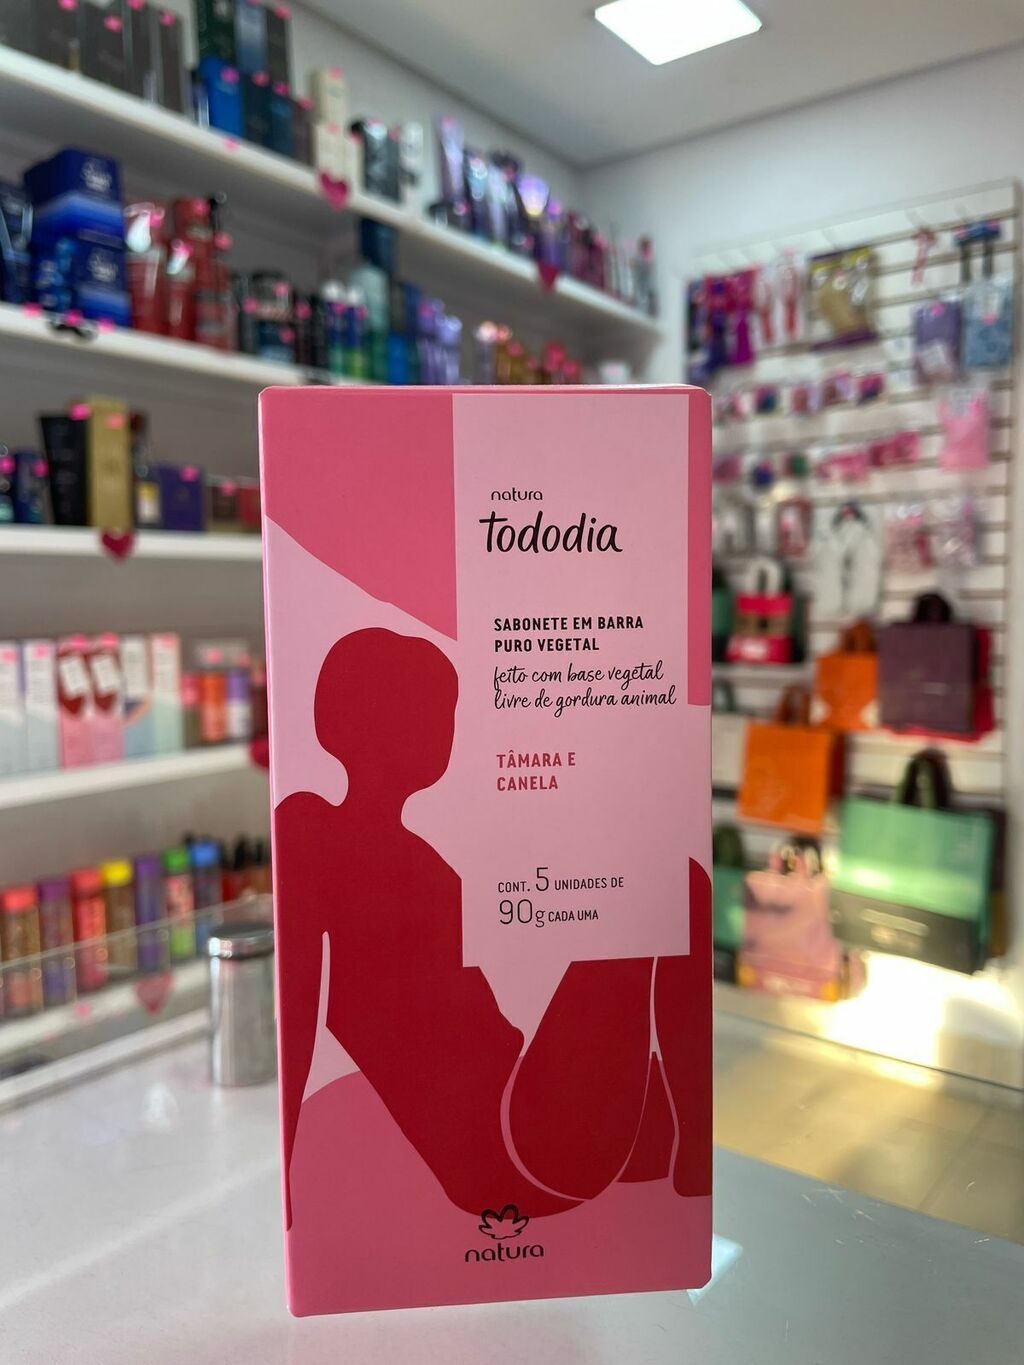 natura
tododia
SABONETE EM BARRA
PURO VEGETAL
feito com base vegetal
livre de gordura animal
TÂMARA E
CANELA
CONT. 5 UNIDADES DE
90g CADA UMA
natura